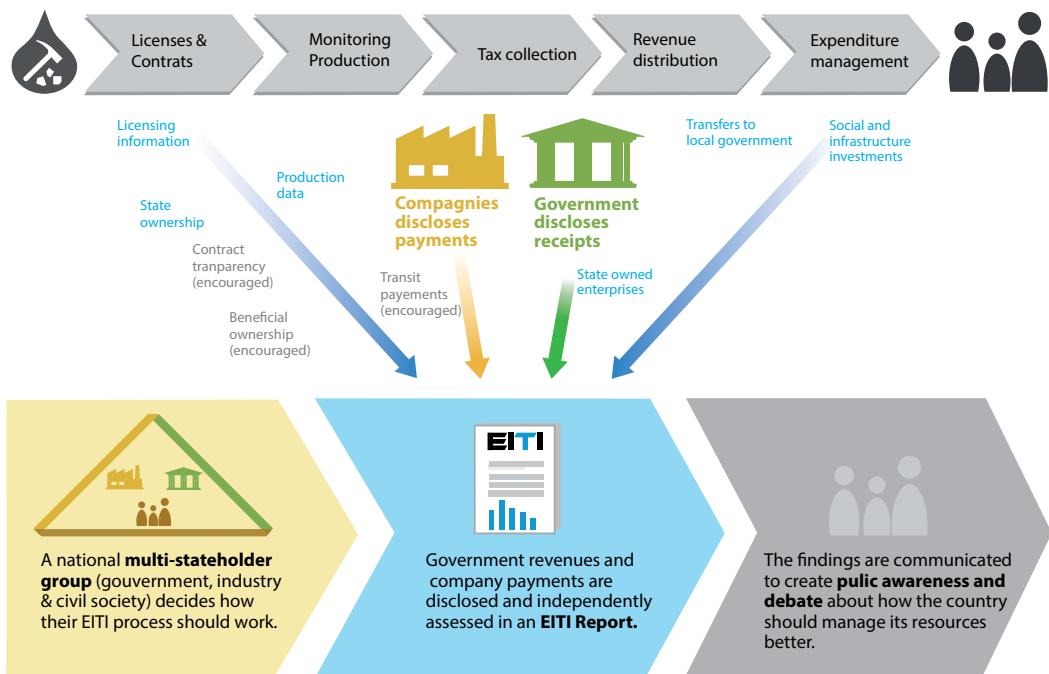 Licenses &
Contrats
Monitoring
Production
Tax collection
Revenue
distribution
Expenditure
management
Licensing
information
Production
data
State
ownership
Contract
tranparency
(encouraged)
Beneficial
ownership
(encouraged)
Compagnies
discloses
payments
Transit
payments
(encouraged)
Government
discloses
receipts
State owned
enterprises
Transfers to
local government
Social and
infrastructure
investments
A national multi-stateholder
group (gouvernment, industry
& civil society) decides how
their EITI process should work.
EITI
Government revenues and
company payments are
disclosed and independently
assessed in an EITI Report.
The findings are communicated
to create pulic awareness and
debate about how the country
should manage its resources
better.